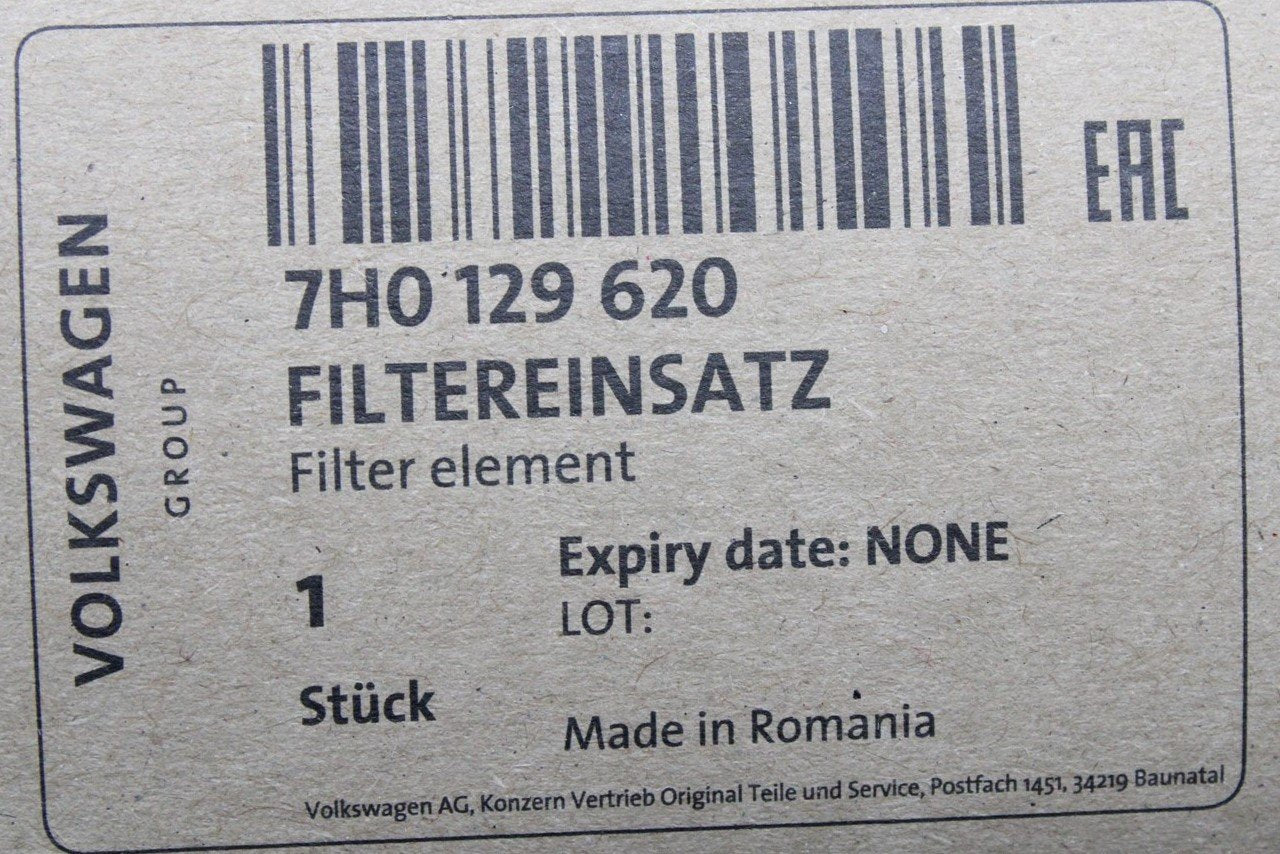 EAC
7H0 129 620
FILTEREINSATZ
Filter element
VOLKSWAGEN
GROUP
1
Stück
Expiry date: NONE
LOT:
Made in Romania
Volkswagen AG, Konzern Vertrieb Original Teile und Service, Postfach 1451, 34219 Baunatal